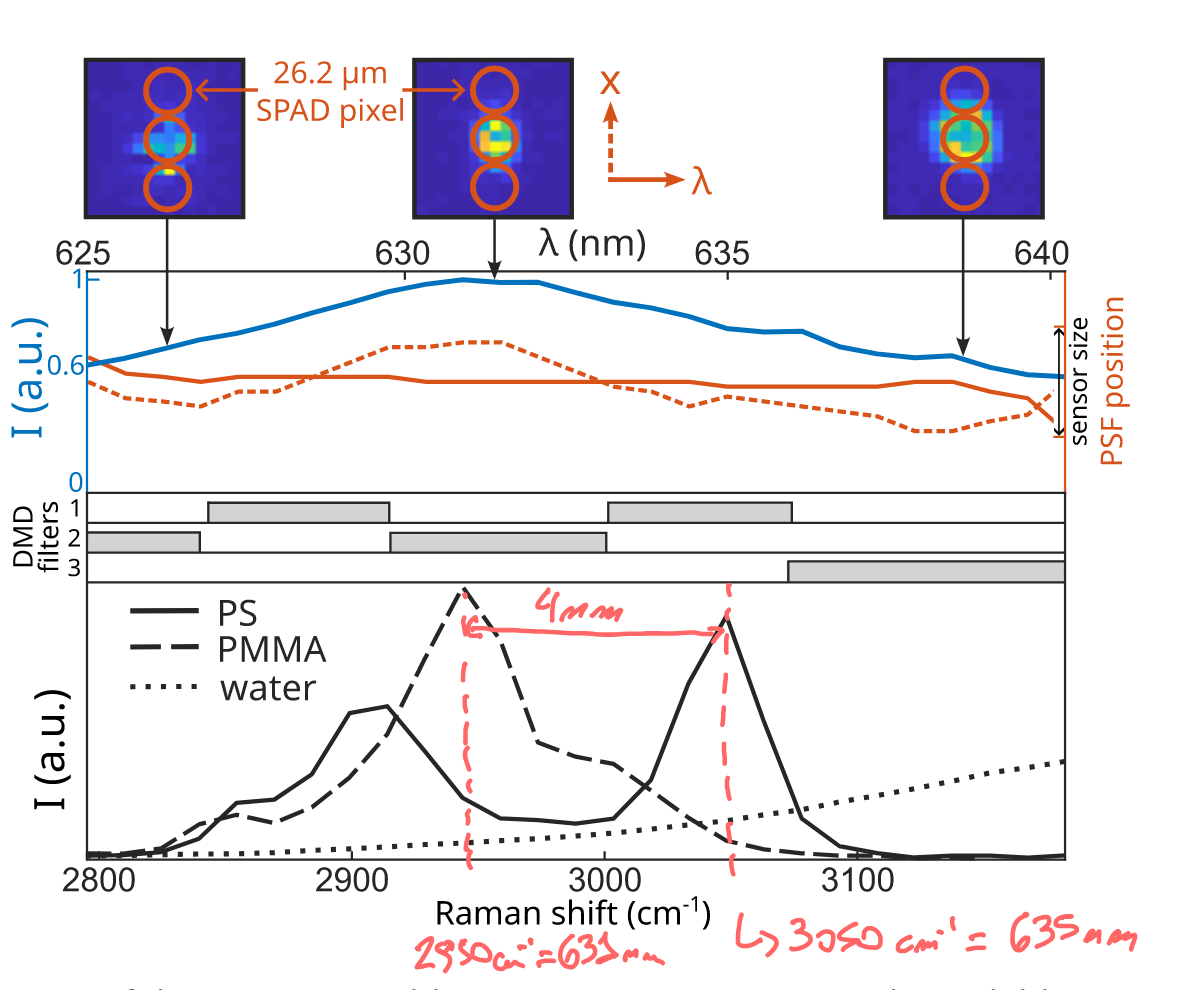 26.2 µm
SPAD pixel
x
λ
625 630 λ (nm) 635 640
1
0.6
0
I (a.u.)
sensor size
PSF position
DMD
filters
1
2
3
PS
PMMA
water
4nm
I (a.u.)
2800 2900 3000 3100
Raman shift (cm-1)
2950cm-1=631nm
↳3050 cm-1 = 635nm